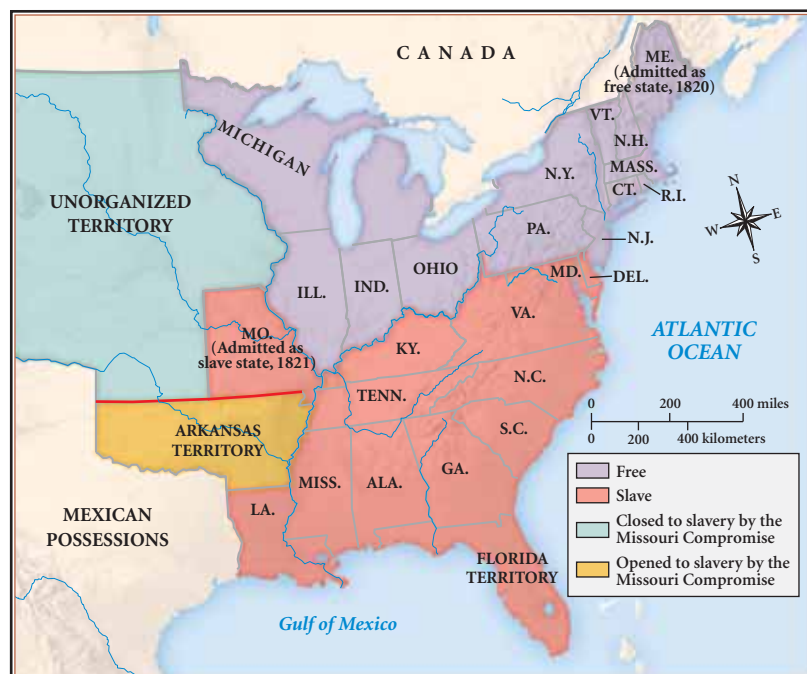 CANADA
ME.
(Admitted as
free state, 1820)
VT.
N.H.
MASS.
CT.
R.I.
N.Y.
MICHIGAN
UNORGANIZED
TERRITORY
PA.
N.J.
OHIO
IND.
ILL.
MD.
DEL.
MO.
(Admitted as
slave state, 1821)
VA.
KY.
N.C.
TENN.
S.C.
ARKANSAS
TERRITORY
MISS.
ALA.
GA.
LA.
MEXICAN
POSSESSIONS
FLORIDA
TERRITORY
Gulf of Mexico
ATLANTIC
OCEAN
N
W
E
S
0 200 400 miles
0 200 400 kilometers
Free
Slave
Closed to slavery by the
Missouri Compromise
Opened to slavery by the
Missouri Compromise